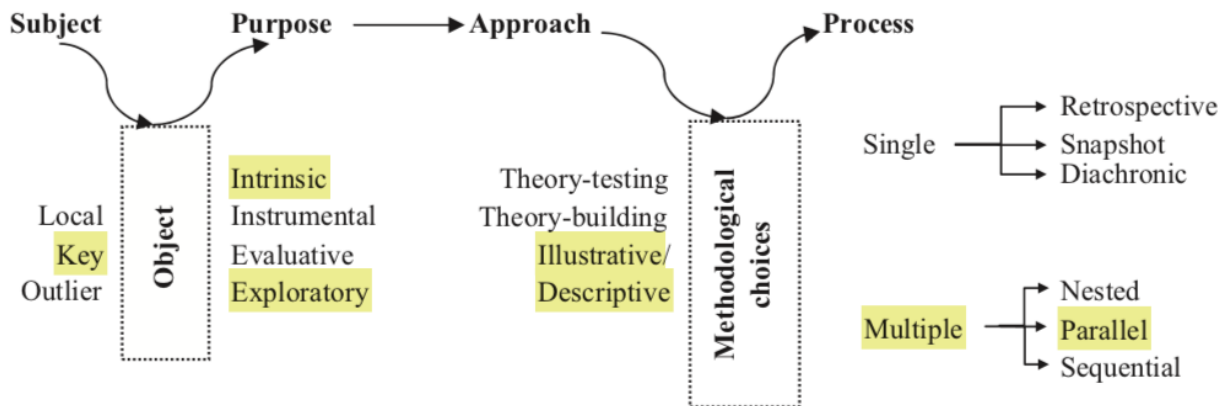 Subject
Purpose
Approach
Process
Local
Key
Outlier
Object
Intrinsic
Instrumental
Evaluative
Exploratory
Theory-testing
Theory-building
Illustrative/
Descriptive
Methodological
choices
Single
Retrospective
Snapshot
Diachronic
Multiple
Nested
Parallel
Sequential